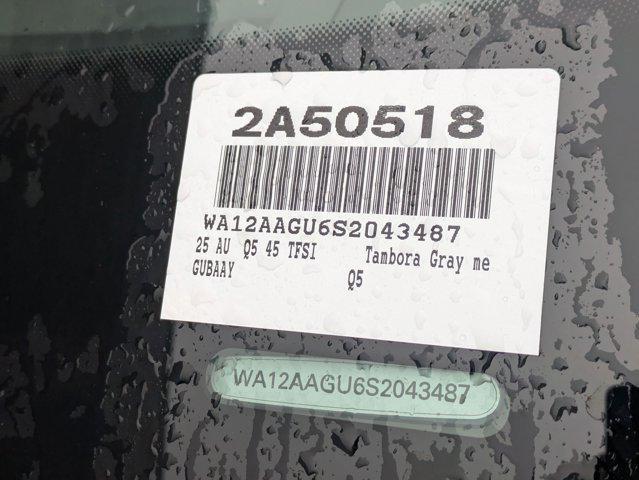 2A50518
WA12AAGU6S2043487
25 AU Q5 45 TFSI Tambora Gray me
GUBAAY Q5
WA12AAGU6S2043487